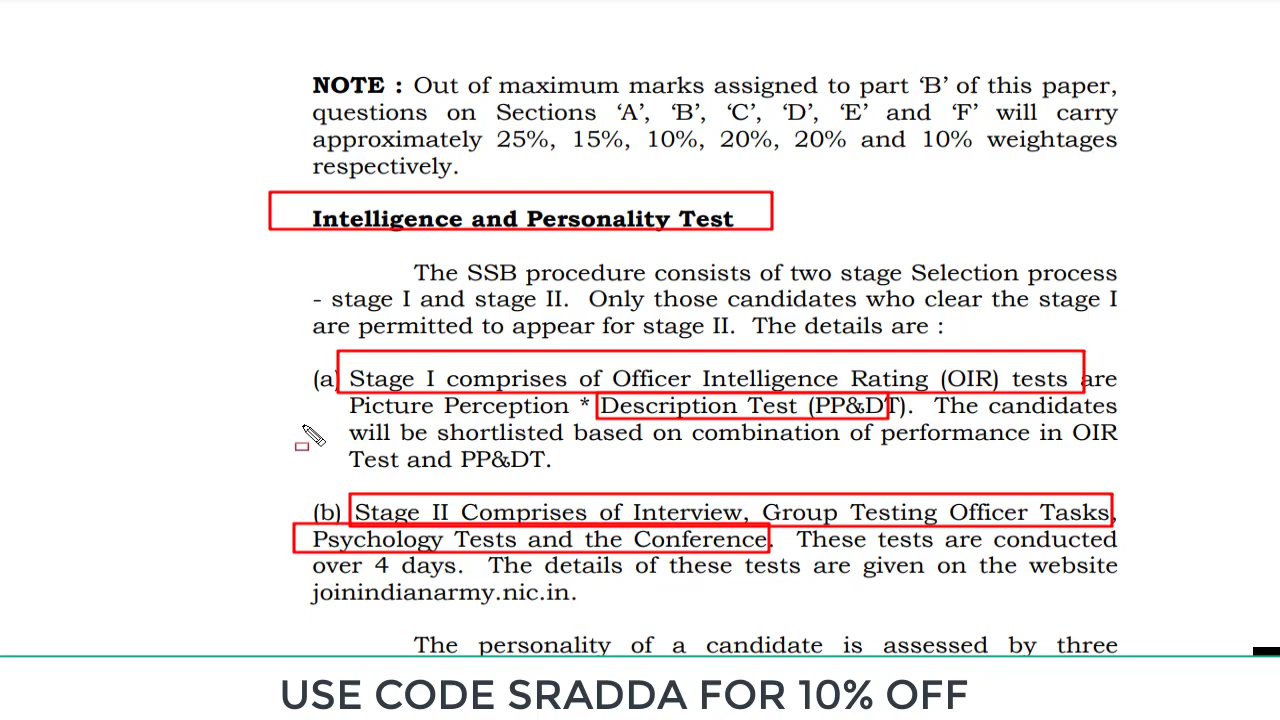 NOTE : Out of maximum marks assigned to part ‘B’ of this paper,
questions on Sections ‘A’, ‘B’, ‘C’, ‘D’, ‘E’ and ‘F’ will carry
approximately 25%, 15%, 10%, 20%, 20% and 10% weightages
respectively.
Intelligence and Personality Test
The SSB procedure consists of two stage Selection process
- stage I and stage II. Only those candidates who clear the stage I
are permitted to appear for stage II. The details are :
(a) Stage I comprises of Officer Intelligence Rating (OIR) tests are
Picture Perception * Description Test (PP&DT). The candidates
will be shortlisted based on combination of performance in OIR
Test and PP&DT.
(b) Stage II Comprises of Interview, Group Testing Officer Tasks,
Psychology Tests and the Conference. These tests are conducted
over 4 days. The details of these tests are given on the website
joinindianarmy.nic.in.
The personality of a candidate is assessed by three
USE CODE SRADDA FOR 10% OFF